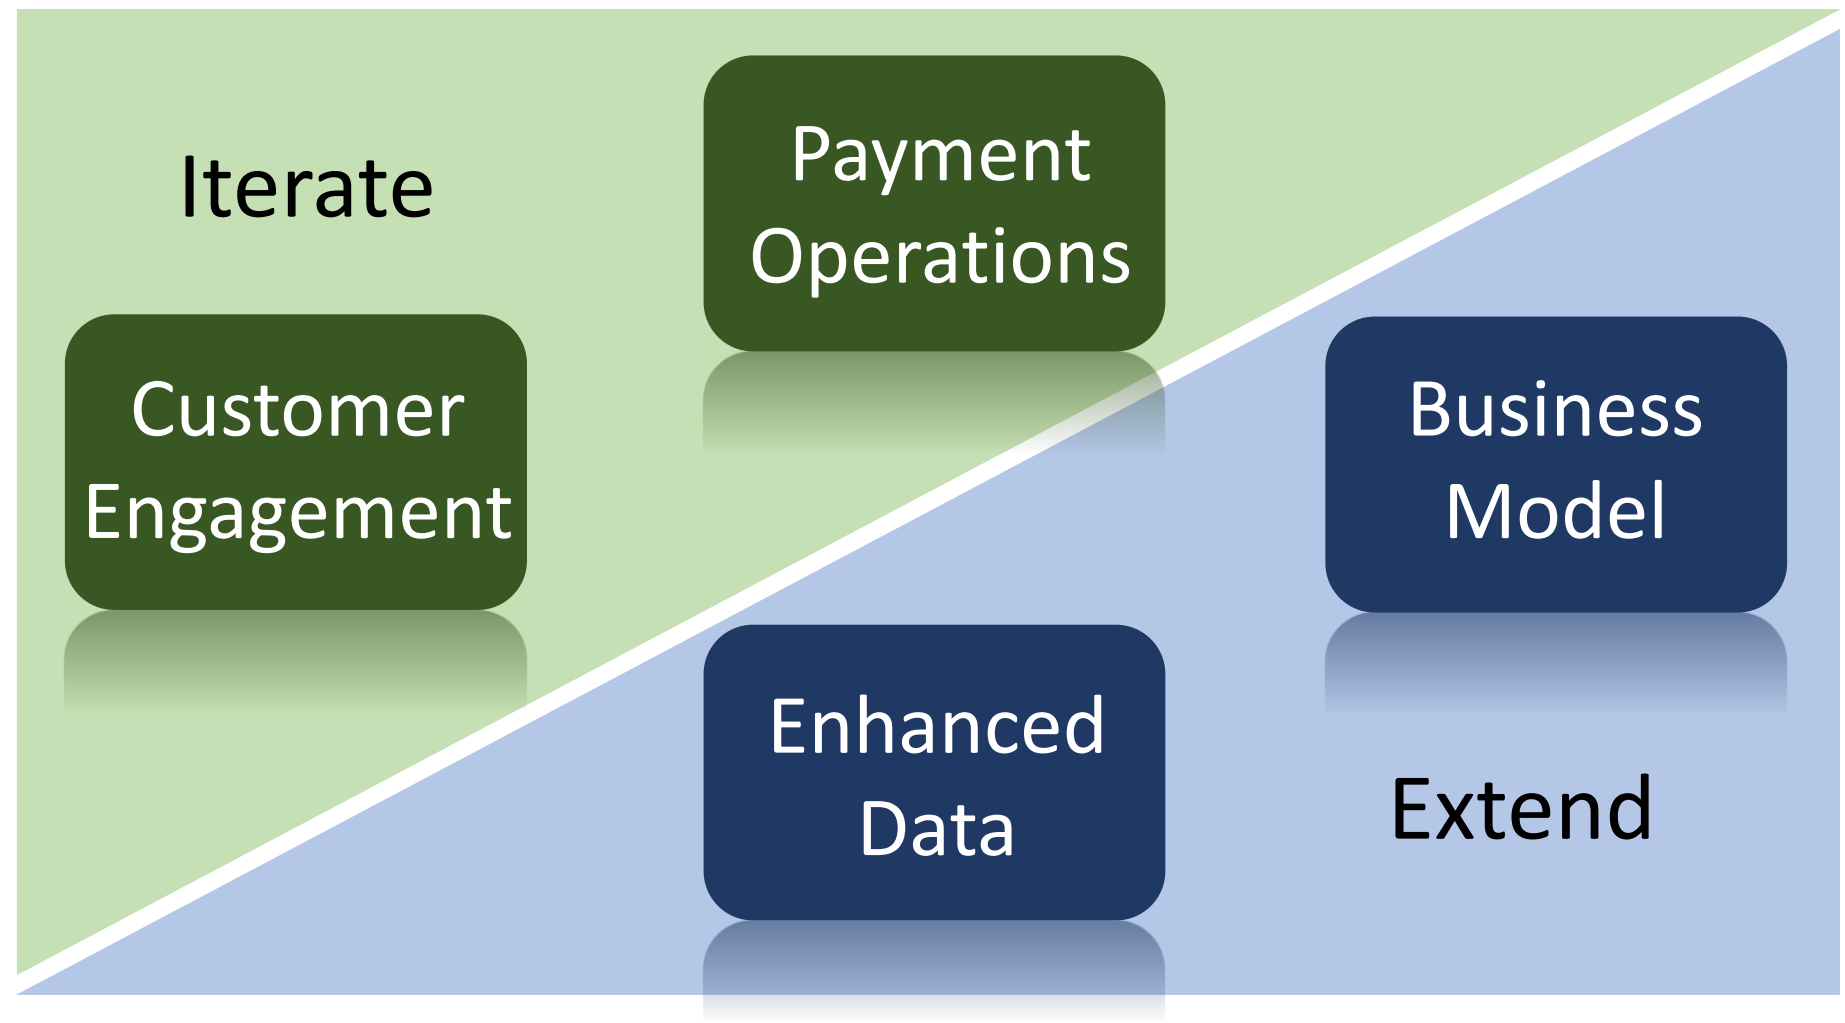 Iterate
Payment
Operations
Customer
Engagement
Business
Model
Enhanced
Data
Extend